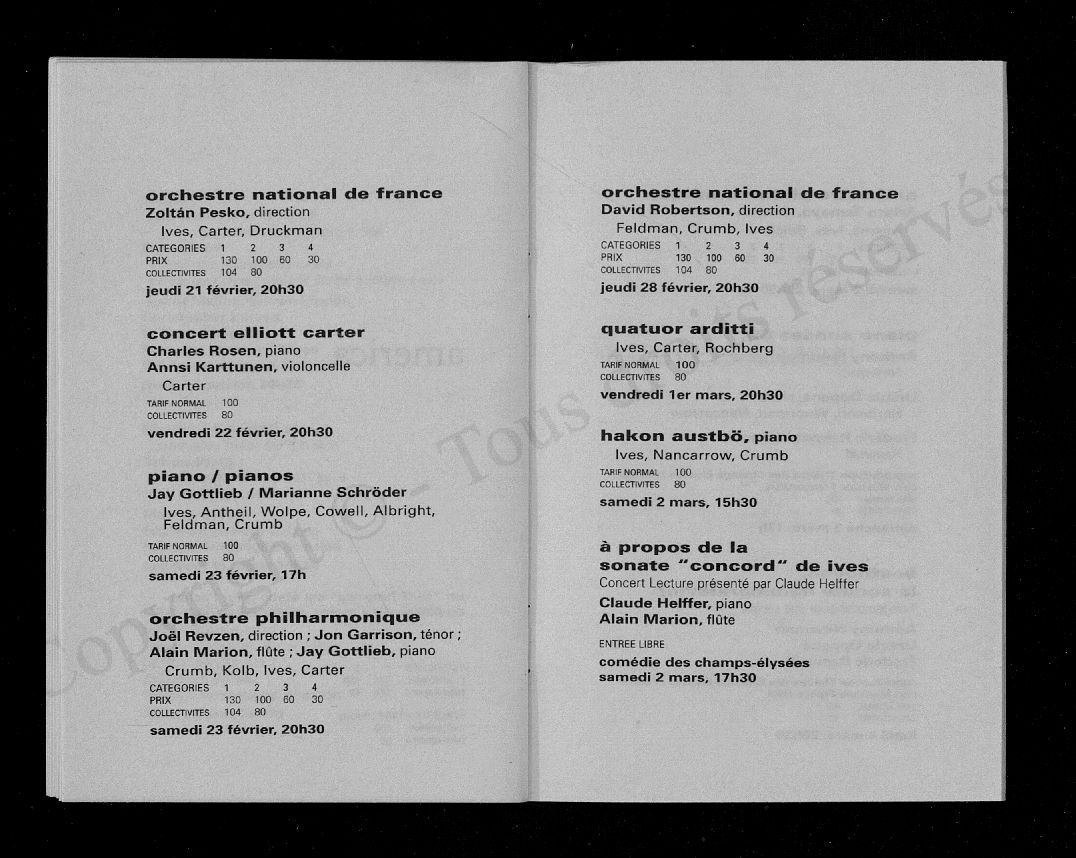 orchestre national de france
Zoltán Pesko, direction
Ives, Carter, Druckman
CATEGORIES 1 2 3 4
PRIX 130 100 60 30
COLLECTIVITES 104 80
jeudi 21 février, 20h30
concert elliott carter
Charles Rosen, piano
Annsi Karttunen, violoncelle
Carter
TARIF NORMAL 100
COLLECTIVITES 80
vendredi 22 février, 20h30
piano / pianos
Jay Gottlieb / Marianne Schröder
Ives, Antheil, Wolpe, Cowell, Albright,
Feldman, Crumb
TARIF NORMAL 100
COLLECTIVITES 80
samedi 23 février, 17h
orchestre philharmonique
Joël Revzen, direction ; Jon Garrison, ténor ;
Alain Marion, flûte ; Jay Gottlieb, piano
Crumb, Kolb, Ives, Carter
CATEGORIES 1 2 3 4
PRIX 130 100 60 30
COLLECTIVITES 104 80
samedi 23 février, 20h30
orchestre national de france
David Robertson, direction
Feldman, Crumb, Ives
CATEGORIES 1 2 3 4
PRIX 130 100 60 30
COLLECTIVITES 104 80
jeudi 28 février, 20h30
quatuor arditti
Ives, Carter, Rochberg
TARIF NORMAL 100
COLLECTIVITES 80
vendredi 1er mars, 20h30
hakon austbö, piano
Ives, Nancarrow, Crumb
TARIF NORMAL 100
COLLECTIVITES 80
samedi 2 mars, 15h30
à propos de la
sonate "concord" de ives
Concert Lecture présenté par Claude Helffer
Claude Helffer, piano
Alain Marion, flûte
ENTREE LIBRE
comédie des champs-élysées
samedi 2 mars, 17h30
Copyright © - Tous droits réservés